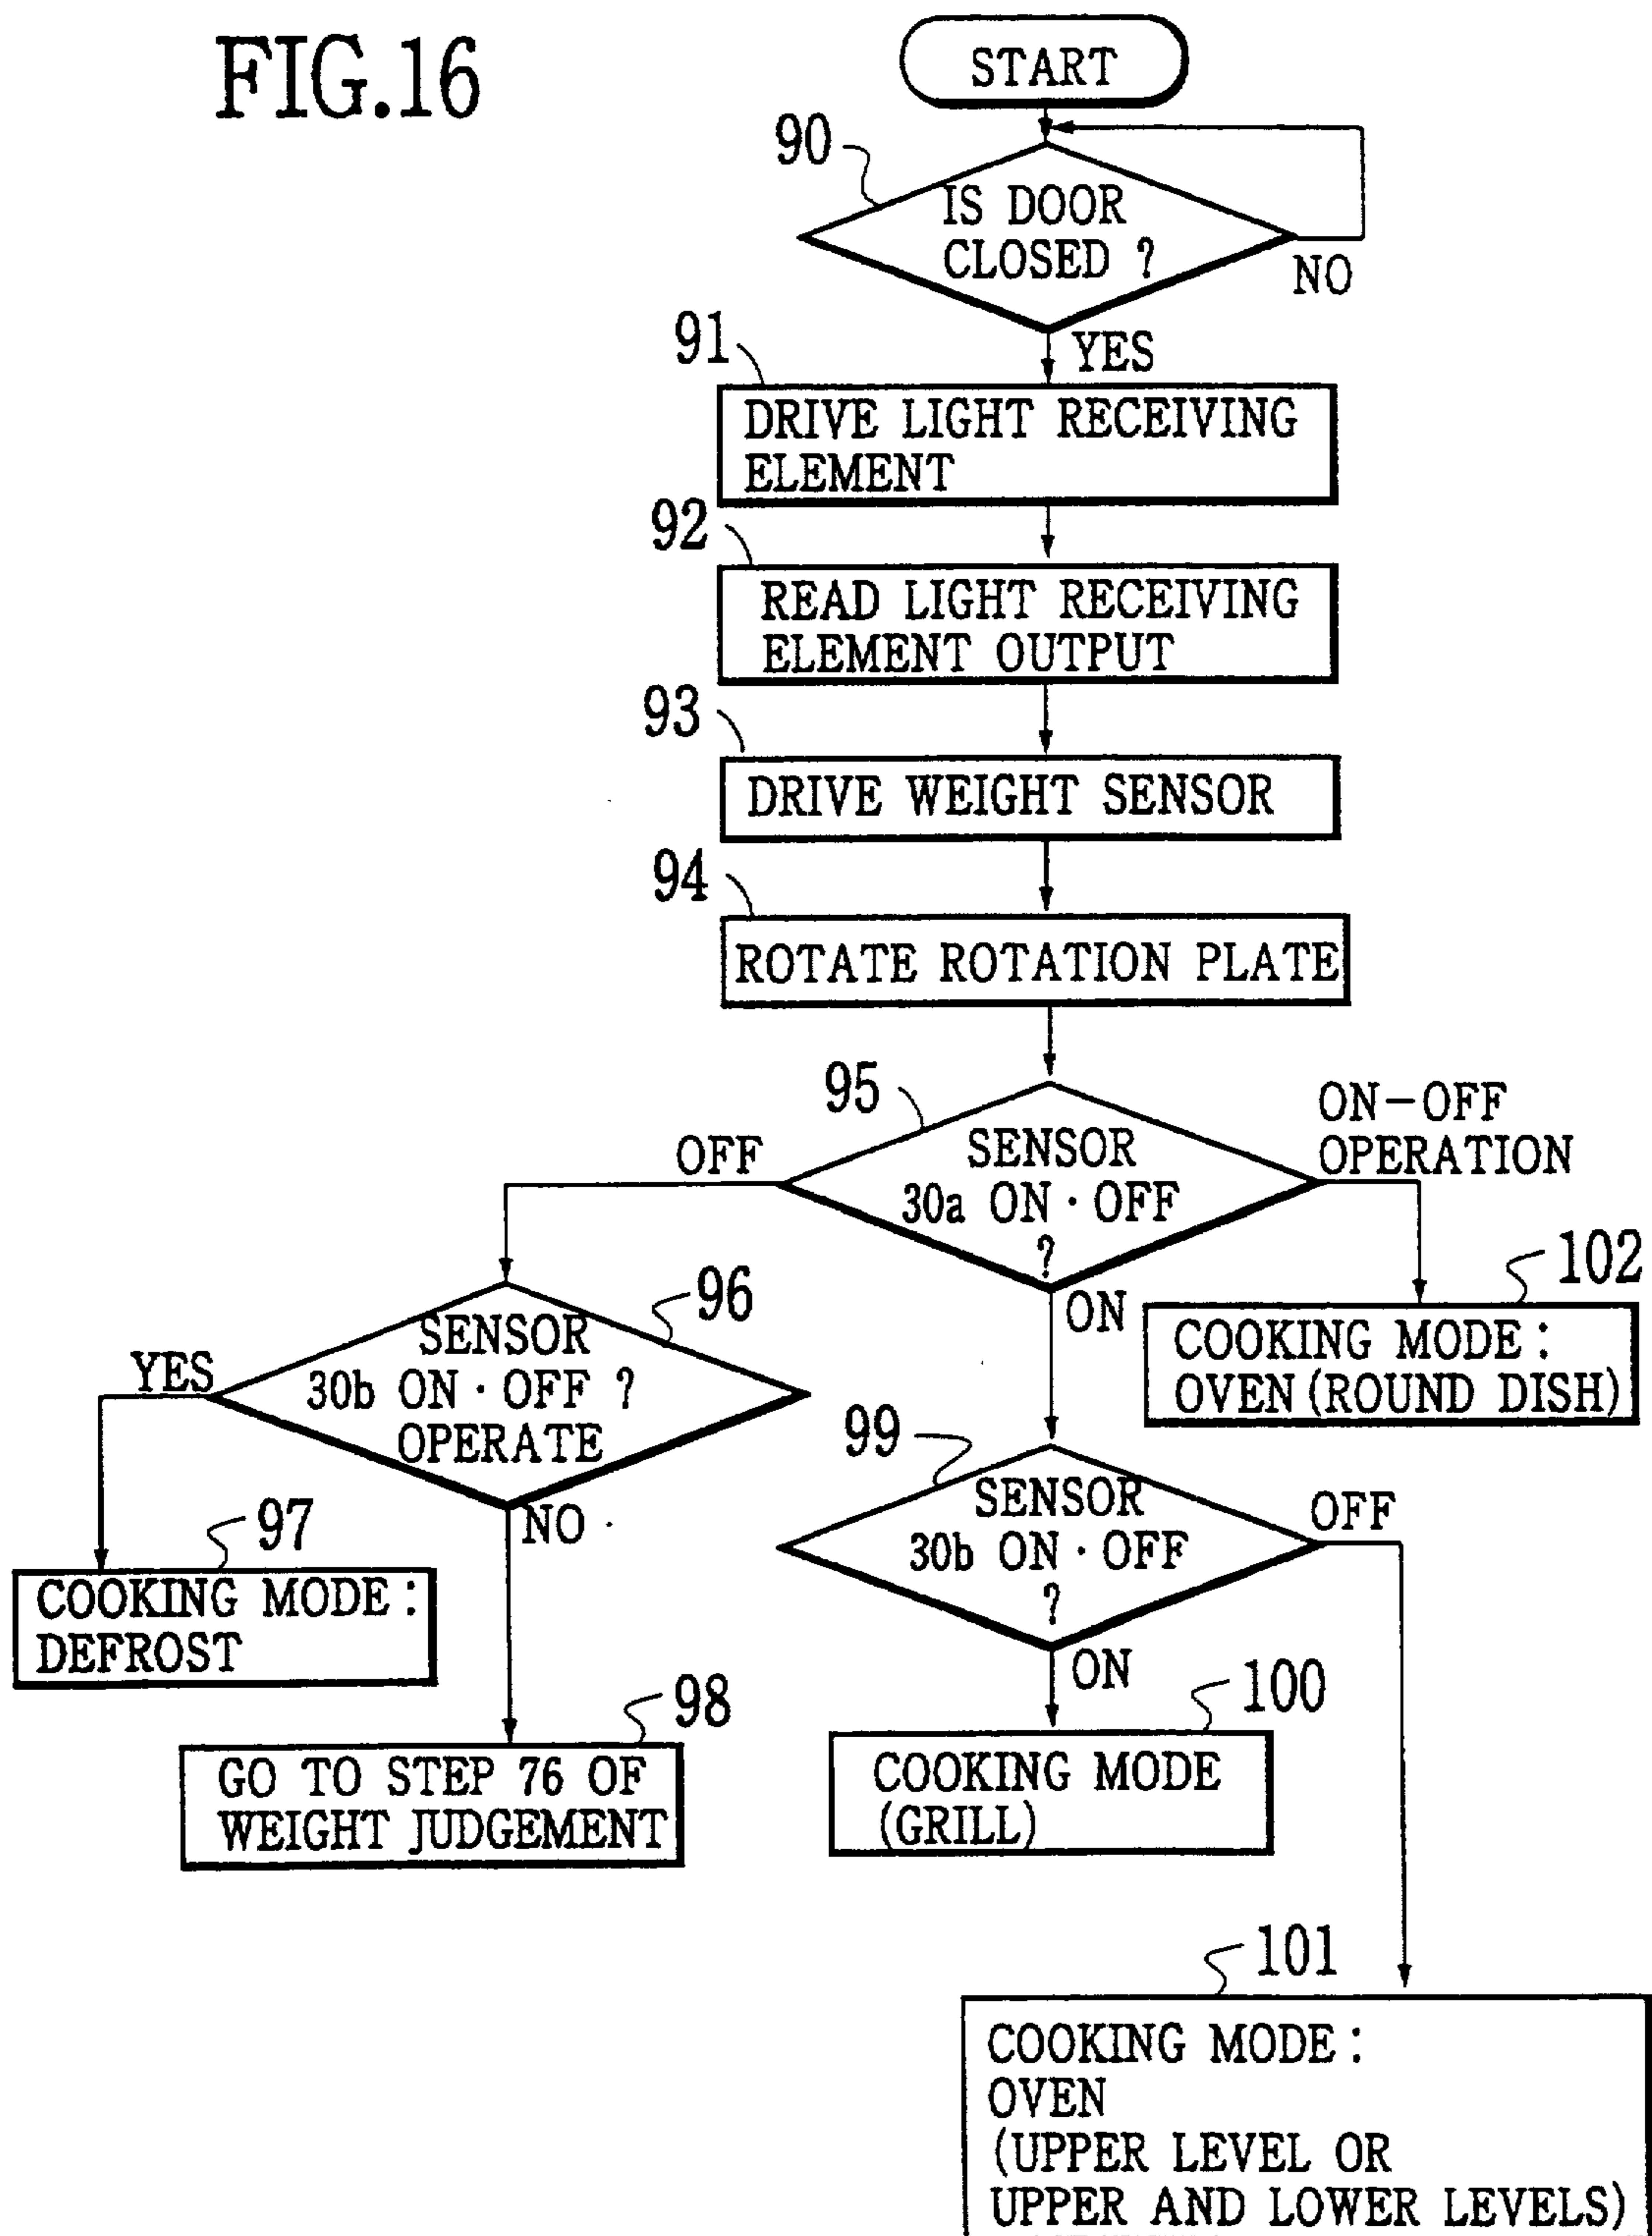 FIG.16
START
90
IS DOOR
CLOSED ?
NO
YES
91
DRIVE LIGHT RECEIVING
ELEMENT
92
READ LIGHT RECEIVING
ELEMENT OUTPUT
93
DRIVE WEIGHT SENSOR
94
ROTATE ROTATION PLATE
95
SENSOR
30a ON・OFF
?
OFF
ON-OFF
OPERATION
ON
102
COOKING MODE :
OVEN (ROUND DISH)
96
SENSOR
30b ON・OFF ?
OPERATE
YES
NO
97
COOKING MODE :
DEFROST
98
GO TO STEP 76 OF
WEIGHT JUDGEMENT
99
SENSOR
30b ON・OFF
?
OFF
ON
100
COOKING MODE
(GRILL)
101
COOKING MODE :
OVEN
(UPPER LEVEL OR
UPPER AND LOWER LEVELS)